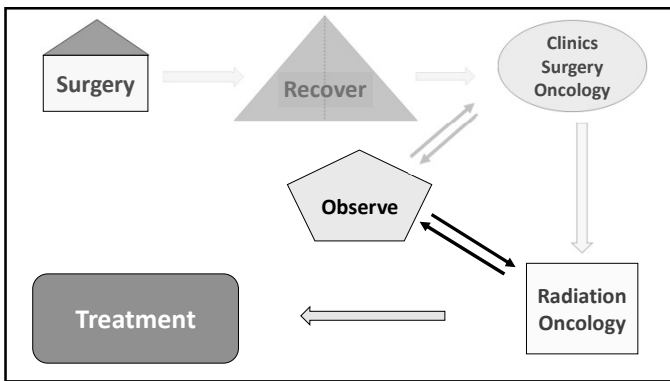 Surgery
Recover
Clinics
Surgery
Oncology
Observe
Treatment
Radiation
Oncology